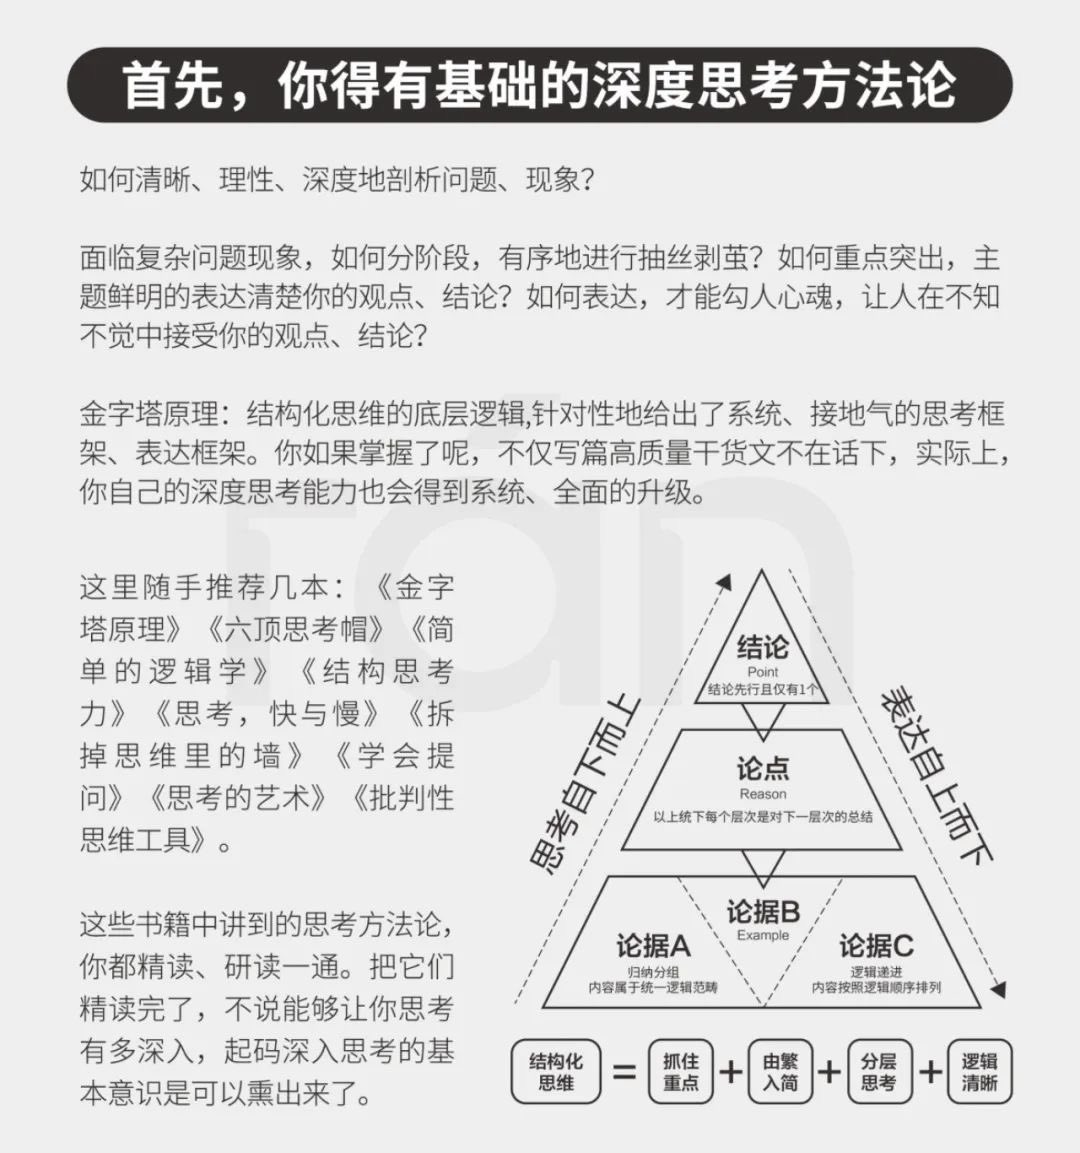 首先，你得有基础的深度思考方法论
如何清晰、理性、深度地剖析问题、现象？
面临复杂问题现象，如何分阶段，有序地进行抽丝剥茧？如何重点突出，主
题鲜明的表达清楚你的观点、结论？如何表达，才能勾人心魂，让人在不知
不觉中接受你的观点、结论？
金字塔原理：结构化思维的底层逻辑,针对性地给出了系统、接地气的思考框
架、表达框架。你如果掌握了呢，不仅写篇高质量干货文不在话下，实际上，
你自己的深度思考能力也会得到系统、全面的升级。
这里随手推荐几本：《金字
塔原理》《六顶思考帽》《简
单的逻辑学》《结构思考
力》《思考，快与慢》《拆
掉思维里的墙》《学会提
问》《思考的艺术》《批判性
思维工具》。
这些书籍中讲到的思考方法论，
你都精读、研读一通。把它们
精读完了，不说能够让你思考
有多深入，起码深入思考的基
本意识是可以熏出来了。
思考自下而上
表达自上而下
结论
Point
结论先行且仅有1个
论点
Reason
以上统下每个层次是对下一层次的总结
论据A
归纳分组
内容属于统一逻辑范畴
论据B
Example
论据C
逻辑递进
内容按照逻辑顺序排列
结构化 抓住 由繁 分层 逻辑
思维 = 重点 + 入简 + 思考 + 清晰
ran